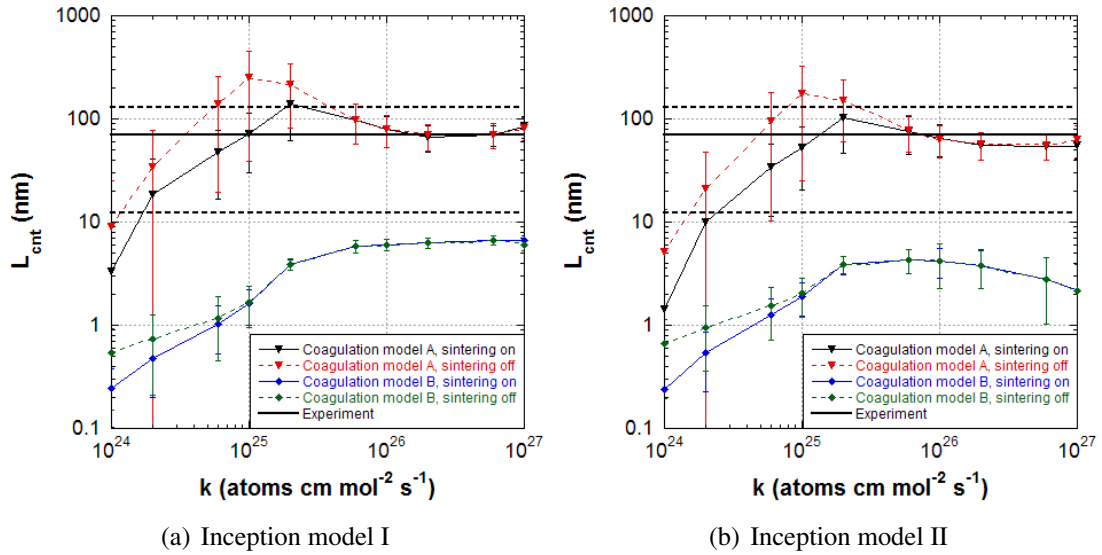 1000
100
10
1
0.1
L_cnt (nm)
10^24
10^25
10^26
10^27
k (atoms cm mol^-2 s^-1)
Coagulation model A, sintering on
Coagulation model A, sintering off
Coagulation model B, sintering on
Coagulation model B, sintering off
Experiment
(a) Inception model I
1000
100
10
1
0.1
L_cnt (nm)
10^24
10^25
10^26
10^27
k (atoms cm mol^-2 s^-1)
Coagulation model A, sintering on
Coagulation model A, sintering off
Coagulation model B, sintering on
Coagulation model B, sintering off
Experiment
(b) Inception model II